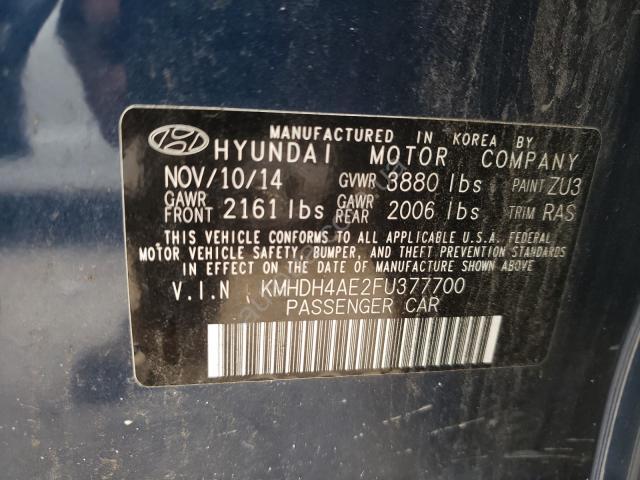 MANUFACTURED IN KOREA BY
HYUNDAI MOTOR COMPANY
NOV/10/14 GVWR 3880 lbs PAINT ZU3
GAWR FRONT 2161 lbs GAWR REAR 2006 lbs TRIM RAS
THIS VEHICLE CONFORMS TO ALL APPLICABLE U.S.A. FEDERAL
MOTOR VEHICLE SAFETY, BUMPER, AND THEFT PREVENTION STANDARDS
IN EFFECT ON THE DATE OF MANUFACTURE SHOWN ABOVE.
V.I.N KMHDH4AE2FU377700
PASSENGER CAR